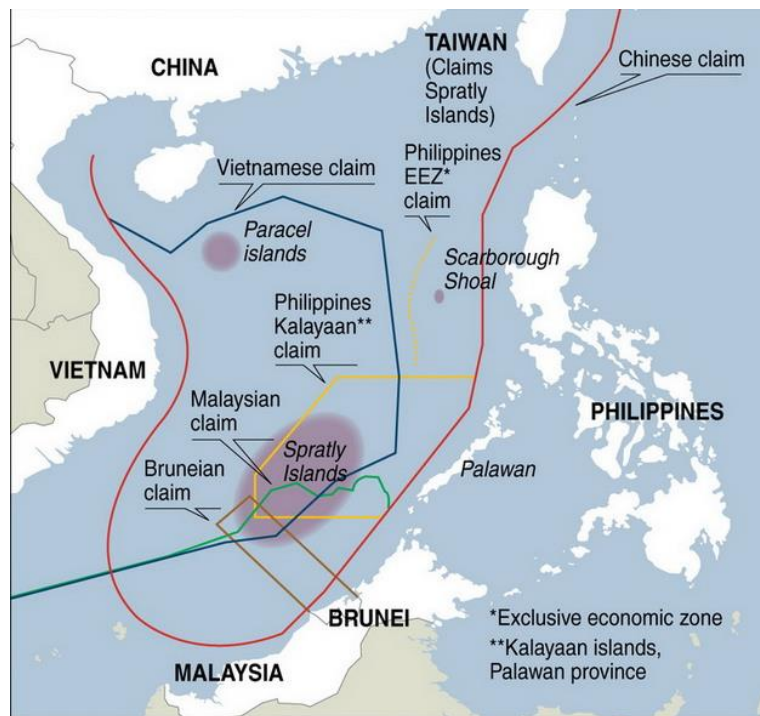 TAIWAN
(Claims
Spratly
Islands)
CHINA
Chinese claim
Vietnamese claim
Philippines
EEZ*
claim
Paracel
islands
Scarborough
Shoal
Philippines
Kalayaan**
claim
VIETNAM
Malaysian
claim
PHILIPPINES
Spratly
Islands
Bruneian
claim
Palawan
BRUNEI
*Exclusive economic zone
**Kalayaan islands,
Palawan province
MALAYSIA